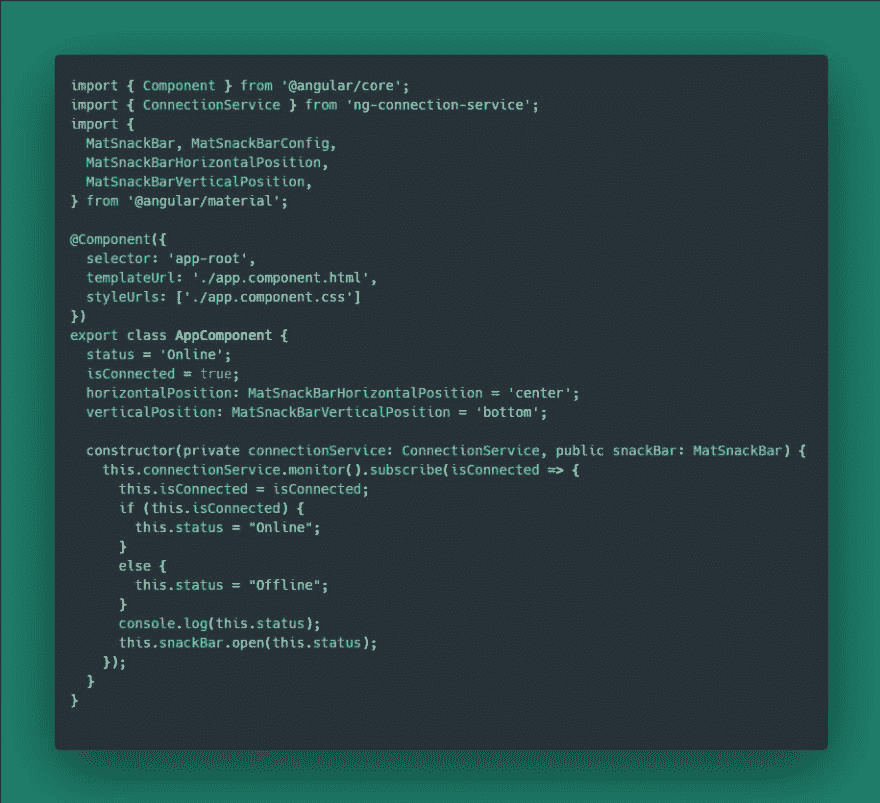 import { Component } from '@angular/core';
import { ConnectionService } from 'ng-connection-service';
import {
  MatSnackBar, MatSnackBarConfig,
  MatSnackBarHorizontalPosition,
  MatSnackBarVerticalPosition,
} from '@angular/material';

@Component({
  selector: 'app-root',
  templateUrl: './app.component.html',
  styleUrls: ['./app.component.css']
})
export class AppComponent {
  status = 'Online';
  isConnected = true;
  horizontalPosition: MatSnackBarHorizontalPosition = 'center';
  verticalPosition: MatSnackBarVerticalPosition = 'bottom';

  constructor(private connectionService: ConnectionService, public snackBar: MatSnackBar) {
    this.connectionService.monitor().subscribe(isConnected => {
      this.isConnected = isConnected;
      if (this.isConnected) {
        this.status = "Online";
      }
      else {
        this.status = "Offline";
      }
      console.log(this.status);
      this.snackBar.open(this.status);
    });
  }
}